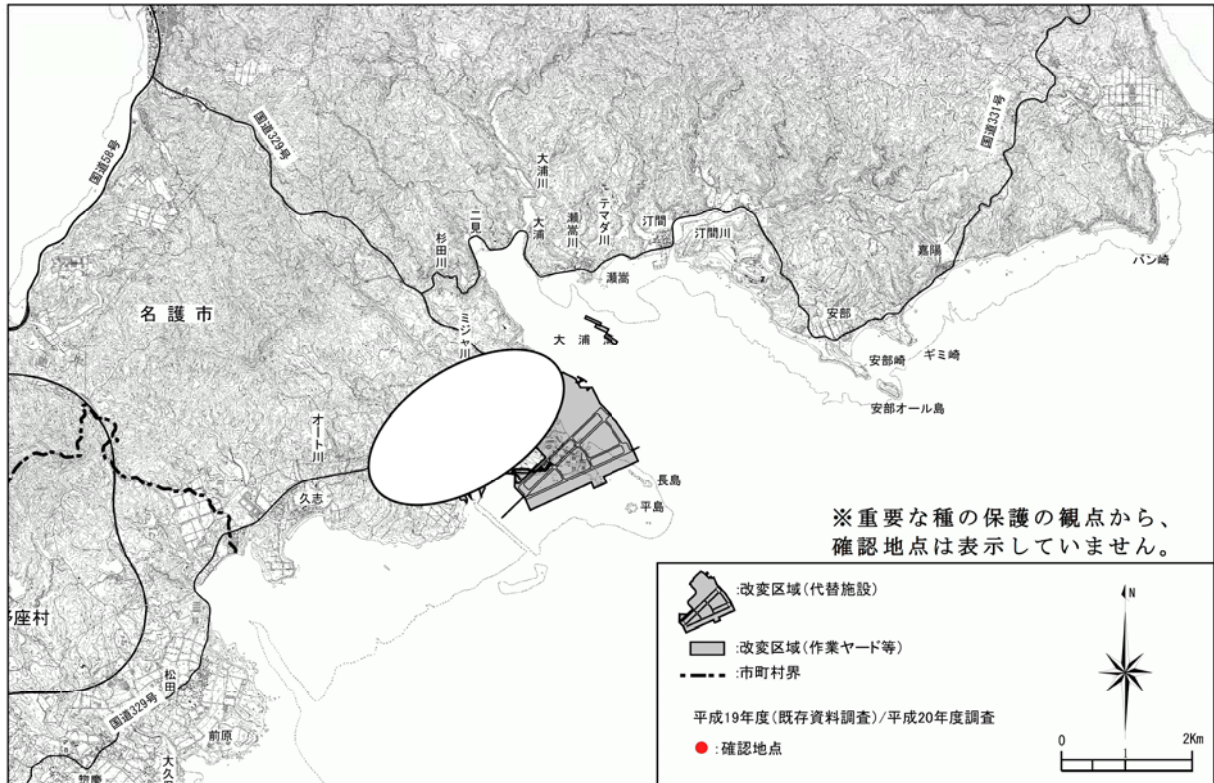 国道58号
国道329号
国道331号
大浦川
瀬嵩川
テマダ川
汀間
汀間川
二見
大浦
杉田川
瀬嵩
嘉陽
バン崎
名護市
ミジャ川
大浦
安部
安部崎
ギミ崎
安部オール島
オート川
久志
長島
平島
※重要な種の保護の観点から、
確認地点は表示していません。
座村
松田
国道329号
前原
惣慶
:改変区域(代替施設)
:改変区域(作業ヤード等)
:市町村界
平成19年度(既存資料調査)/平成20年度調査
:確認地点
N
0
2Km